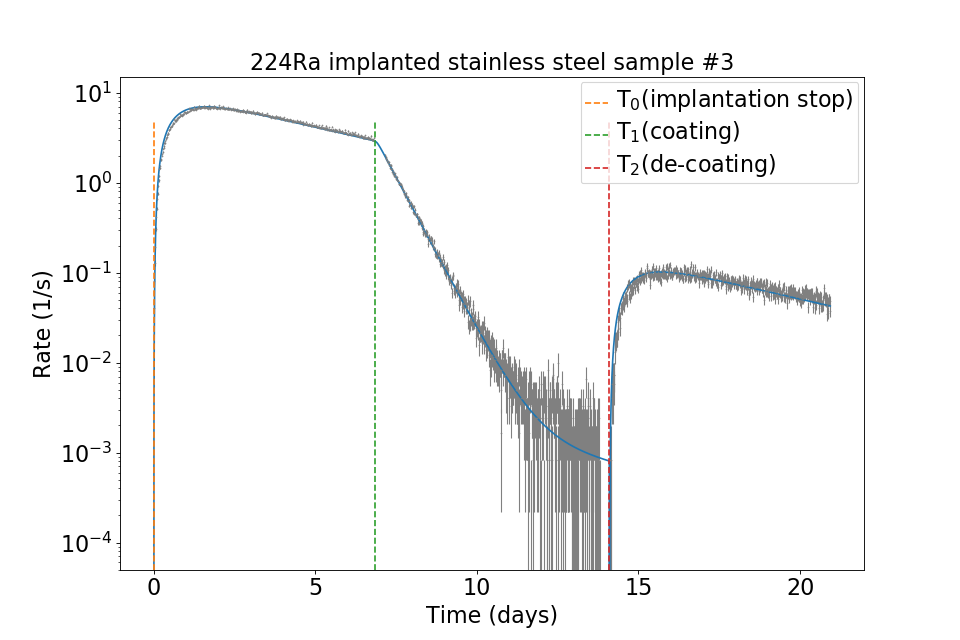 224Ra implanted stainless steel sample #3
T₀(implantation stop)
T₁(coating)
T₂(de-coating)
Rate (1/s)
10¹
10⁰
10⁻¹
10⁻²
10⁻³
10⁻⁴
0 5 10 15 20
Time (days)